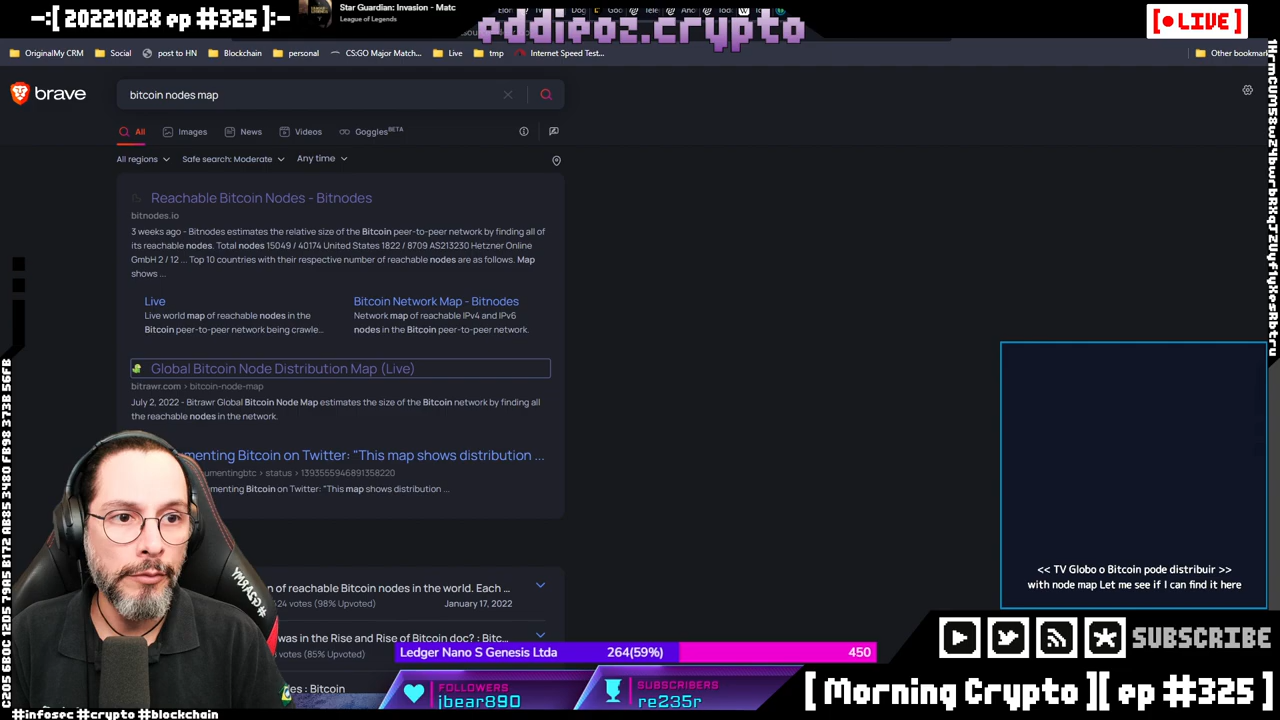 -:[ 20221028 ep #325 ]:-
Star Guardian: Invasion - Matc
League of Legends
eddieoz.crypto
[● LIVE ]
OriginalMy CRM
Social
post to HN
Blockchain
personal
CS:GO Major Match...
Live
tmp
Internet Speed Test...
Other bookmar
brave
bitcoin nodes map
All
Images
News
Videos
Goggles BETA
All regions
Safe search: Moderate
Any time
Reachable Bitcoin Nodes - Bitnodes
bitnodes.io
3 weeks ago - Bitnodes estimates the relative size of the Bitcoin peer-to-peer network by finding all of
its reachable nodes. Total nodes 15049 / 40174 United States 1822 / 8709 AS213230 Hetzner Online
GmbH 2 / 12 ... Top 10 countries with their respective number of reachable nodes are as follows. Map
shows ...
Live
Live world map of reachable nodes in the
Bitcoin peer-to-peer network being crawle...
Bitcoin Network Map - Bitnodes
Network map of reachable IPv4 and IPv6
nodes in the Bitcoin peer-to-peer network.
Global Bitcoin Node Distribution Map (Live)
bitrawr.com › bitcoin-node-map
July 2, 2022 - Bitrawr Global Bitcoin Node Map estimates the size of the Bitcoin network by finding all
the reachable nodes in the network.
menting Bitcoin on Twitter: "This map shows distribution ...
umentingbtc › status › 1393555946891358220
menting Bitcoin on Twitter: "This map shows distribution ...
n of reachable Bitcoin nodes in the world. Each ...
24 votes (98% Upvoted)
January 17, 2022
was in the Rise and Rise of Bitcoin doc? : Bitc...
(85% Upvoted)
es : Bitcoin
<< TV Globo o Bitcoin pode distribuir >>
with node map Let me see if I can find it here
Ledger Nano S Genesis Ltda
264(59%)
450
FOLLOWERS
jbear890
SUBSCRIBERS
re235r
SUBSCRIBE
[ Morning Crypto ][ ep #325 ]
#infosec #crypto #blockchain